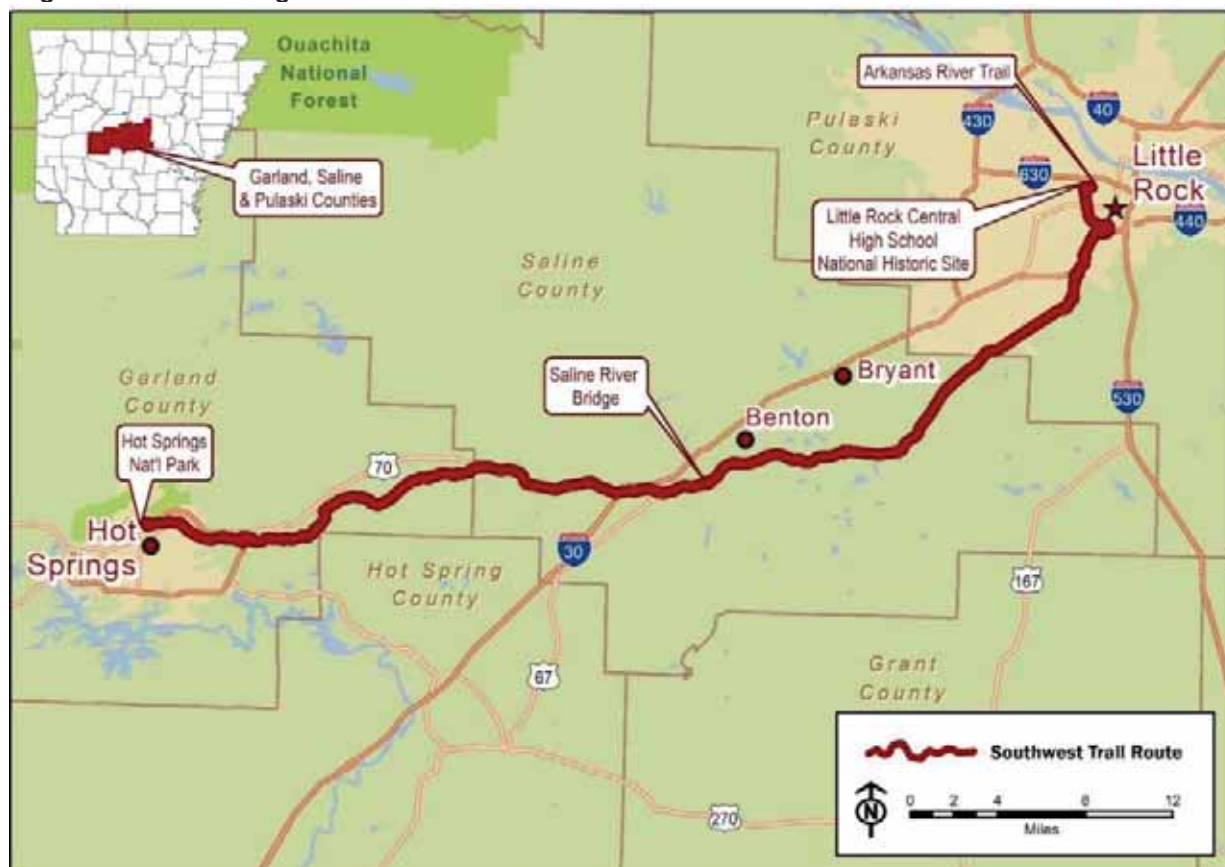 Ouachita
National
Forest
Garland, Saline
& Pulaski Counties
Arkansas River Trail
Pulaski
County
430
40
630
Little
Rock
440
Little Rock Central
High School
National Historic Site
Saline
County
Garland
County
Hot Springs
Nat'l Park
Saline River
Bridge
Bryant
Benton
530
70
Hot
Springs
30
Hot Spring
County
167
67
Grant
County
270
Southwest Trail Route
N
0 2 4 8 12
Miles